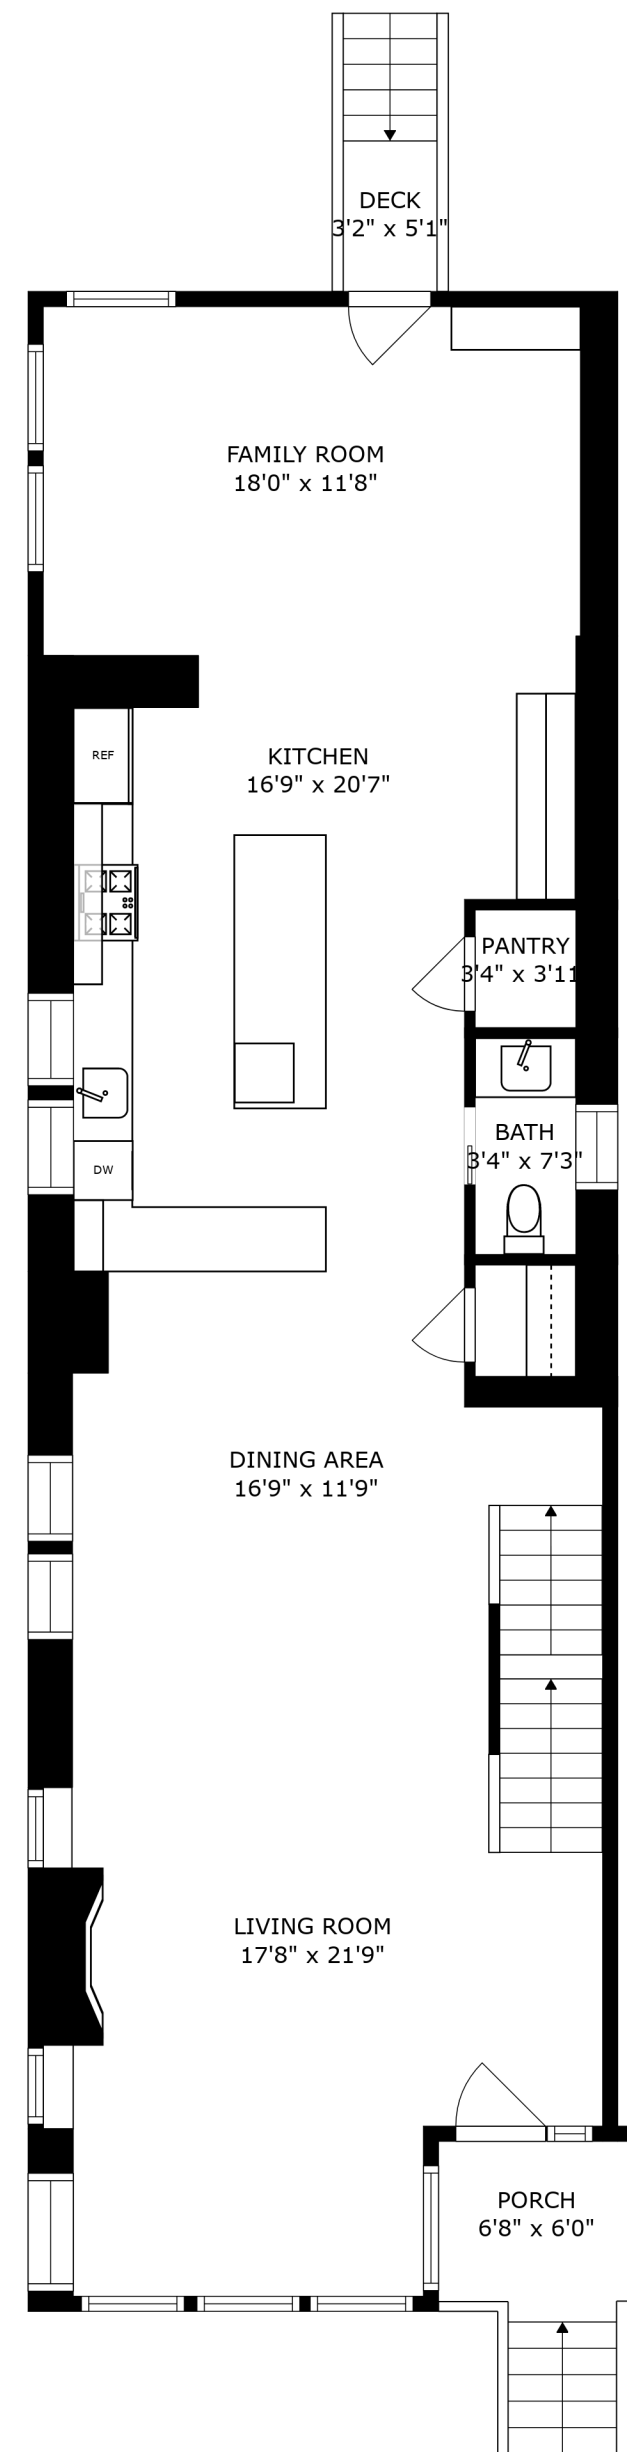 DECK
3'2" x 5'1"
FAMILY ROOM
18'0" x 11'8"
REF
KITCHEN
16'9" x 20'7"
PANTRY
3'4" x 3'11
BATH
3'4" x 7'3"
DW
DINING AREA
16'9" x 11'9"
LIVING ROOM
17'8" x 21'9"
PORCH
6'8" x 6'0"